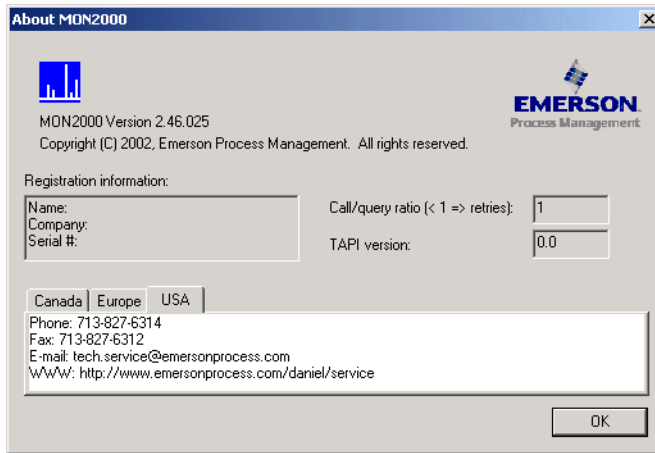 About MON2000
EMERSON.
Process Management
MON2000 Version 2.46.025
Copyright (C) 2002, Emerson Process Management. All rights reserved.
Registration information:
Name:
Company:
Serial #:
Call/query ratio (< 1 => retries): 1
TAPI version: 0.0
Canada Europe USA
Phone: 713-827-6314
Fax: 713-827-6312
E-mail: tech.service@emersonprocess.com
WWW: http://www.emersonprocess.com/daniel/service
OK